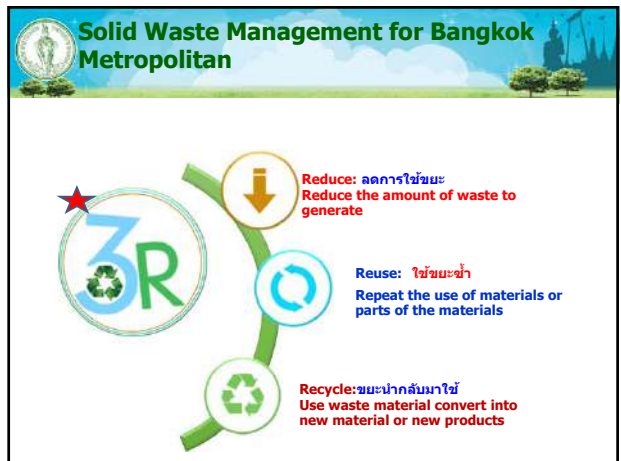 Solid Waste Management for Bangkok
Metropolitan
3R
Reduce: ลดการใช้ขยะ
Reduce the amount of waste to
generate
Reuse: ใช้ขยะซ้ำ
Repeat the use of materials or
parts of the materials
Recycle:ขยะนำกลับมาใช้
Use waste material convert into
new material or new products